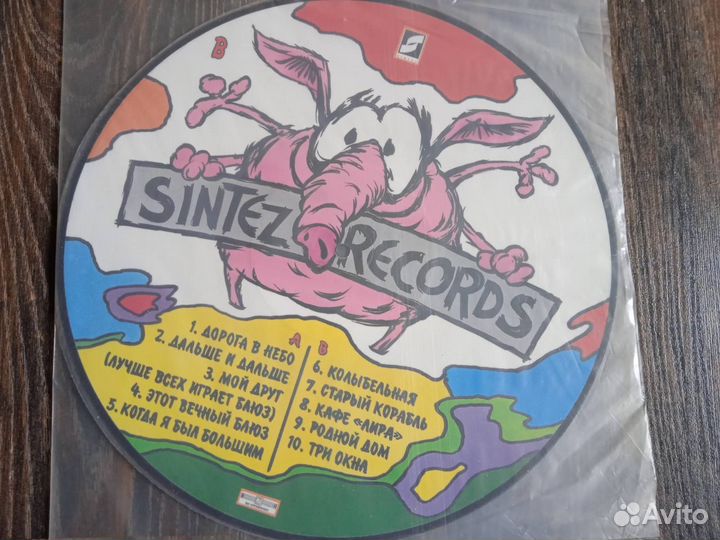 B
SINTEZ RECORDS
A
1. ДОРОГА В НЕБО
2. ДАЛЬШЕ И ДАЛЬШЕ
3. МОЙ ДРУГ
(ЛУЧШЕ ВСЕХ ИГРАЕТ БЛЮЗ)
4. ЭТОТ ВЕЧНЫЙ БЛЮЗ
5. КОГДА Я БЫЛ БОЛЬШИМ
B
6. КОЛЫБЕЛЬНАЯ
7. СТАРЫЙ КОРАБЛЬ
8. КАФЕ «ЛИРА»
9. РОДНОЙ ДОМ
10. ТРИ ОКНА
Avito